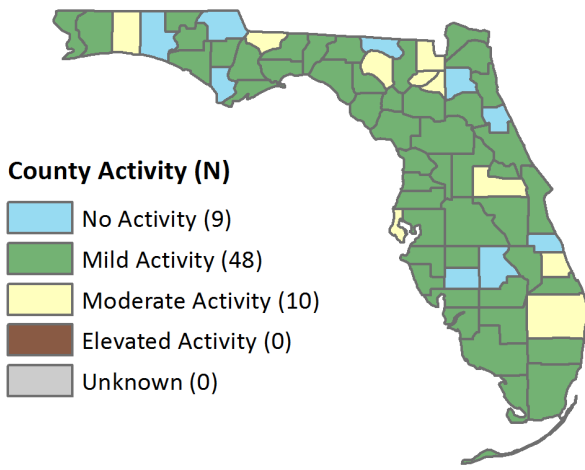 County Activity (N)
No Activity (9)
Mild Activity (48)
Moderate Activity (10)
Elevated Activity (0)
Unknown (0)